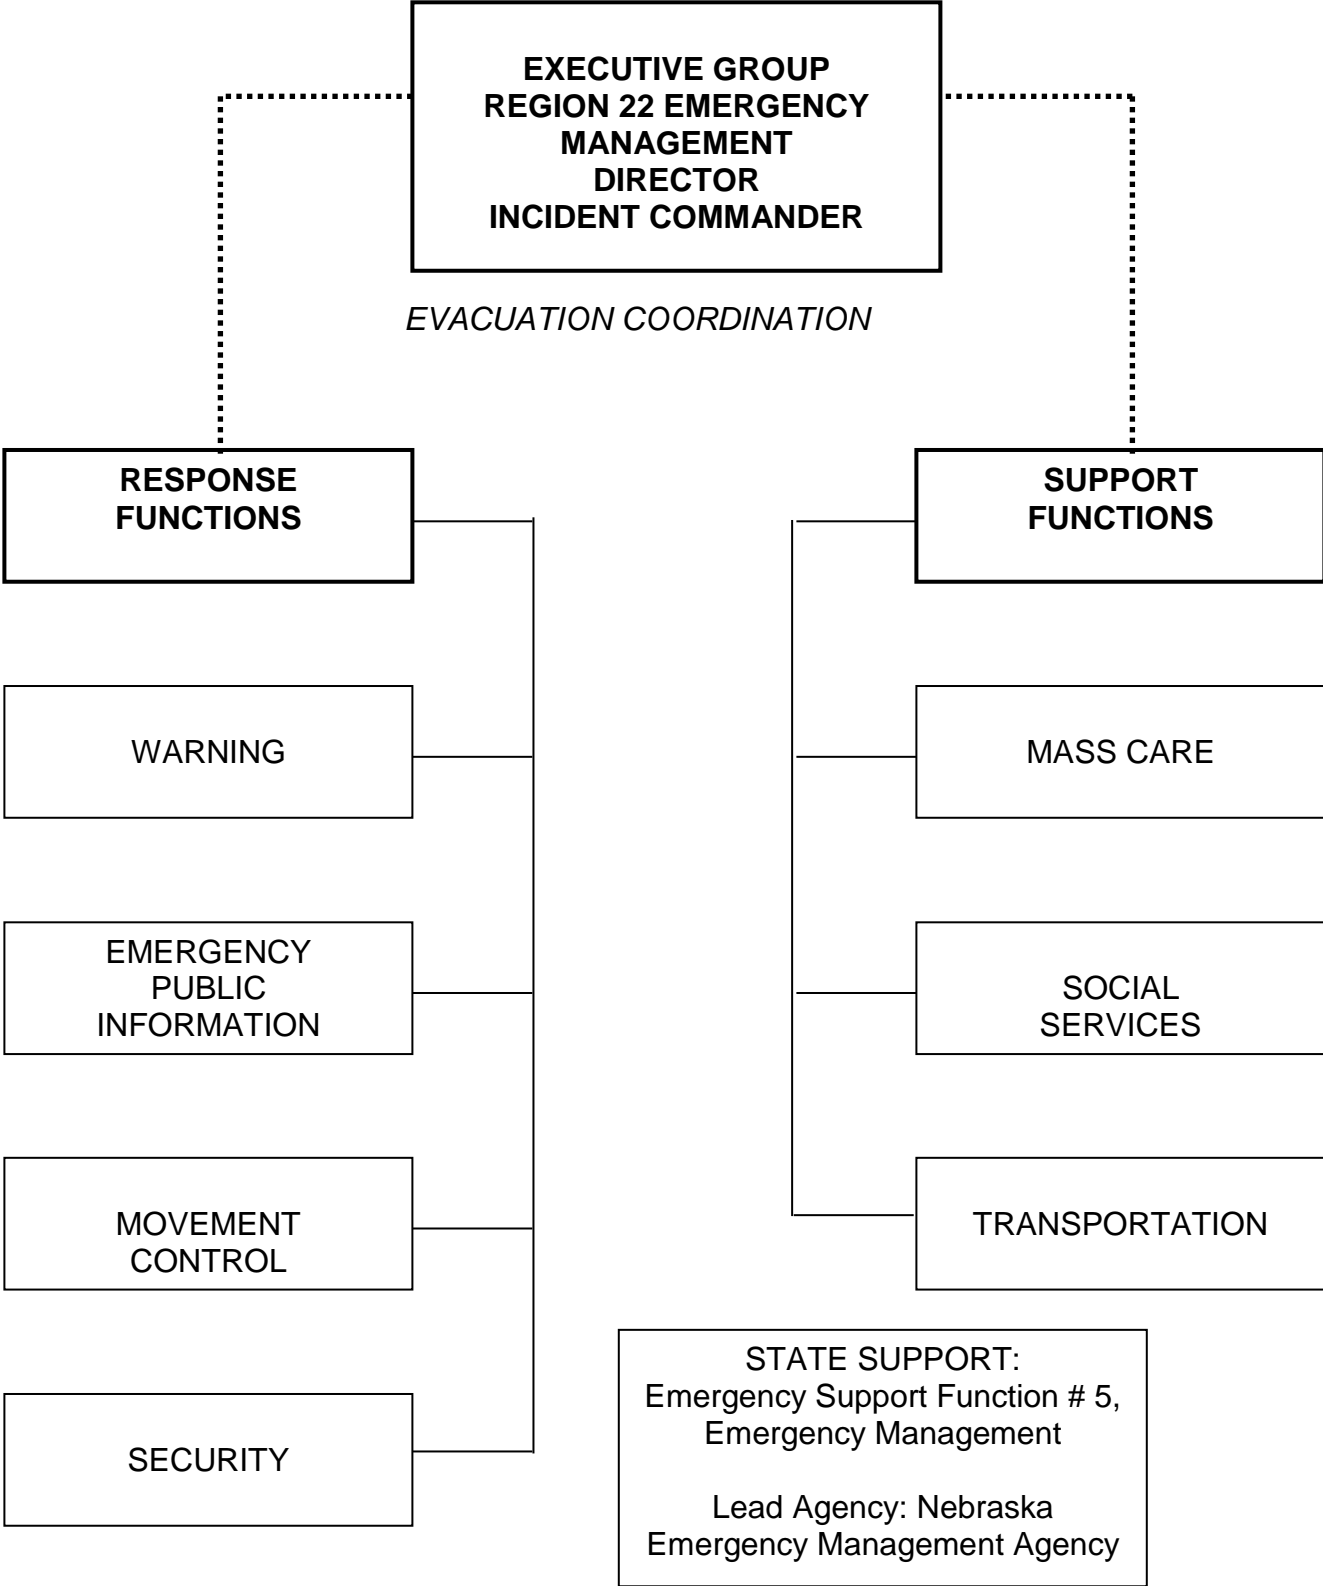 EXECUTIVE GROUP
REGION 22 EMERGENCY
MANAGEMENT
DIRECTOR
INCIDENT COMMANDER
EVACUATION COORDINATION
RESPONSE
FUNCTIONS
SUPPORT
FUNCTIONS
WARNING
MASS CARE
EMERGENCY
PUBLIC
INFORMATION
SOCIAL
SERVICES
MOVEMENT
CONTROL
TRANSPORTATION
SECURITY
STATE SUPPORT:
Emergency Support Function # 5,
Emergency Management
Lead Agency: Nebraska
Emergency Management Agency